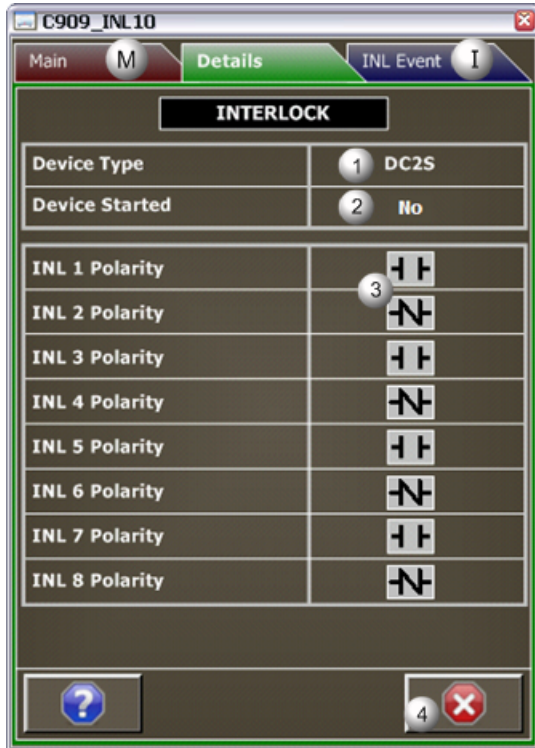 C909_INL10
Main M Details INL Event I
INTERLOCK
Device Type 1 DC2S
Device Started 2 No
INL 1 Polarity
3
INL 2 Polarity
INL 3 Polarity
INL 4 Polarity
INL 5 Polarity
INL 6 Polarity
INL 7 Polarity
INL 8 Polarity
? 4